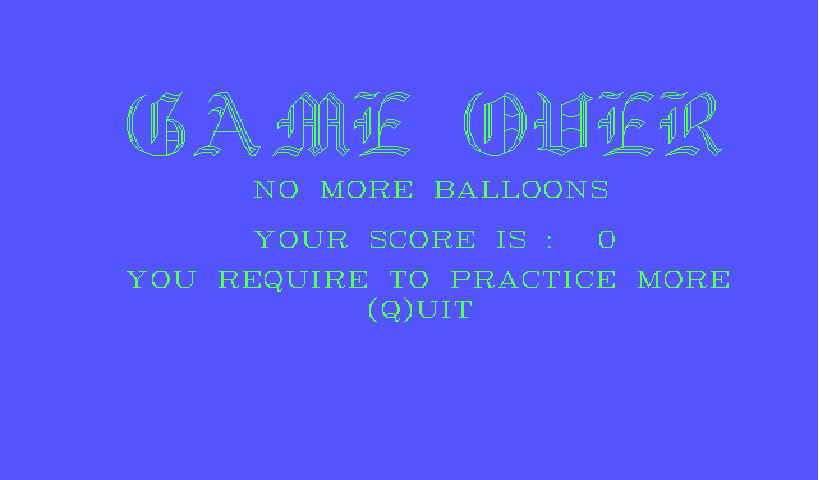 GAME OVER
NO MORE BALLOONS
YOUR SCORE IS : 0
YOU REQUIRE TO PRACTICE MORE
(Q)UIT